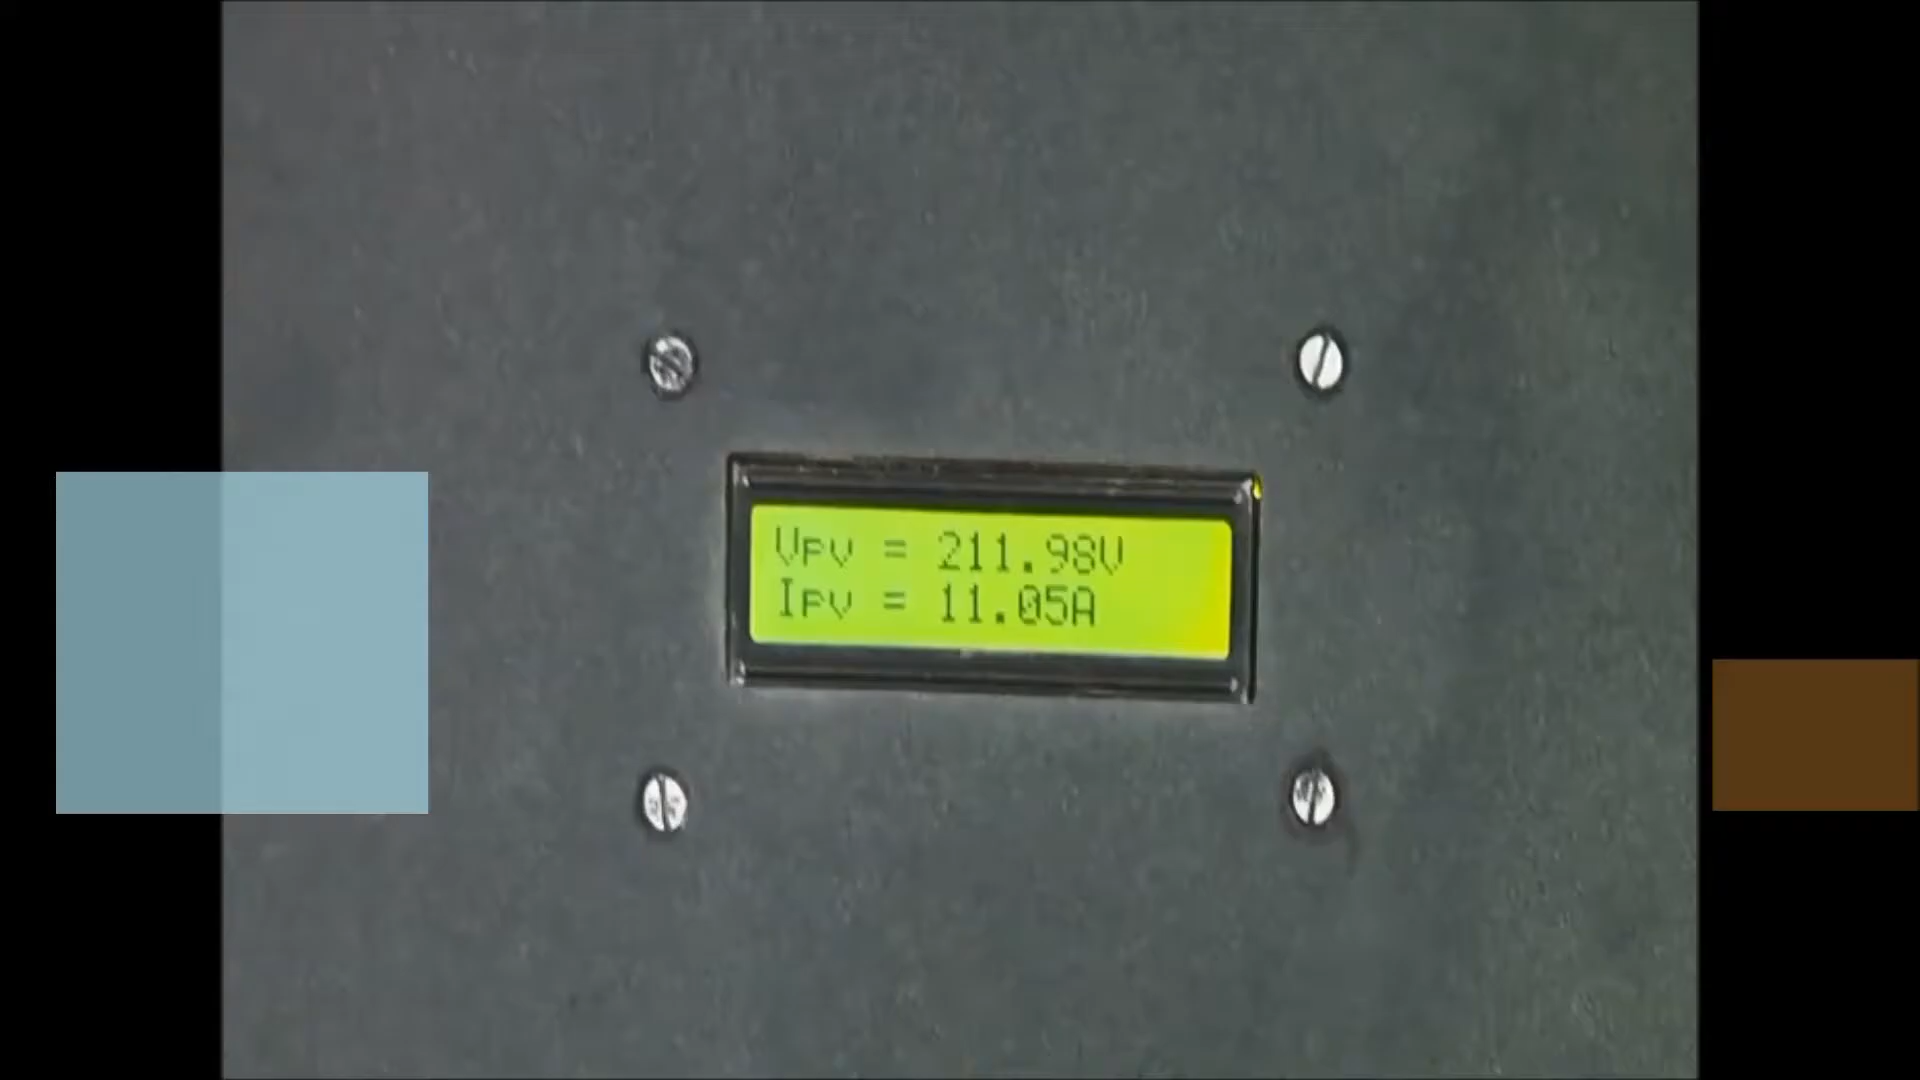 Vpv = 211.98V
Ipv = 11.05A